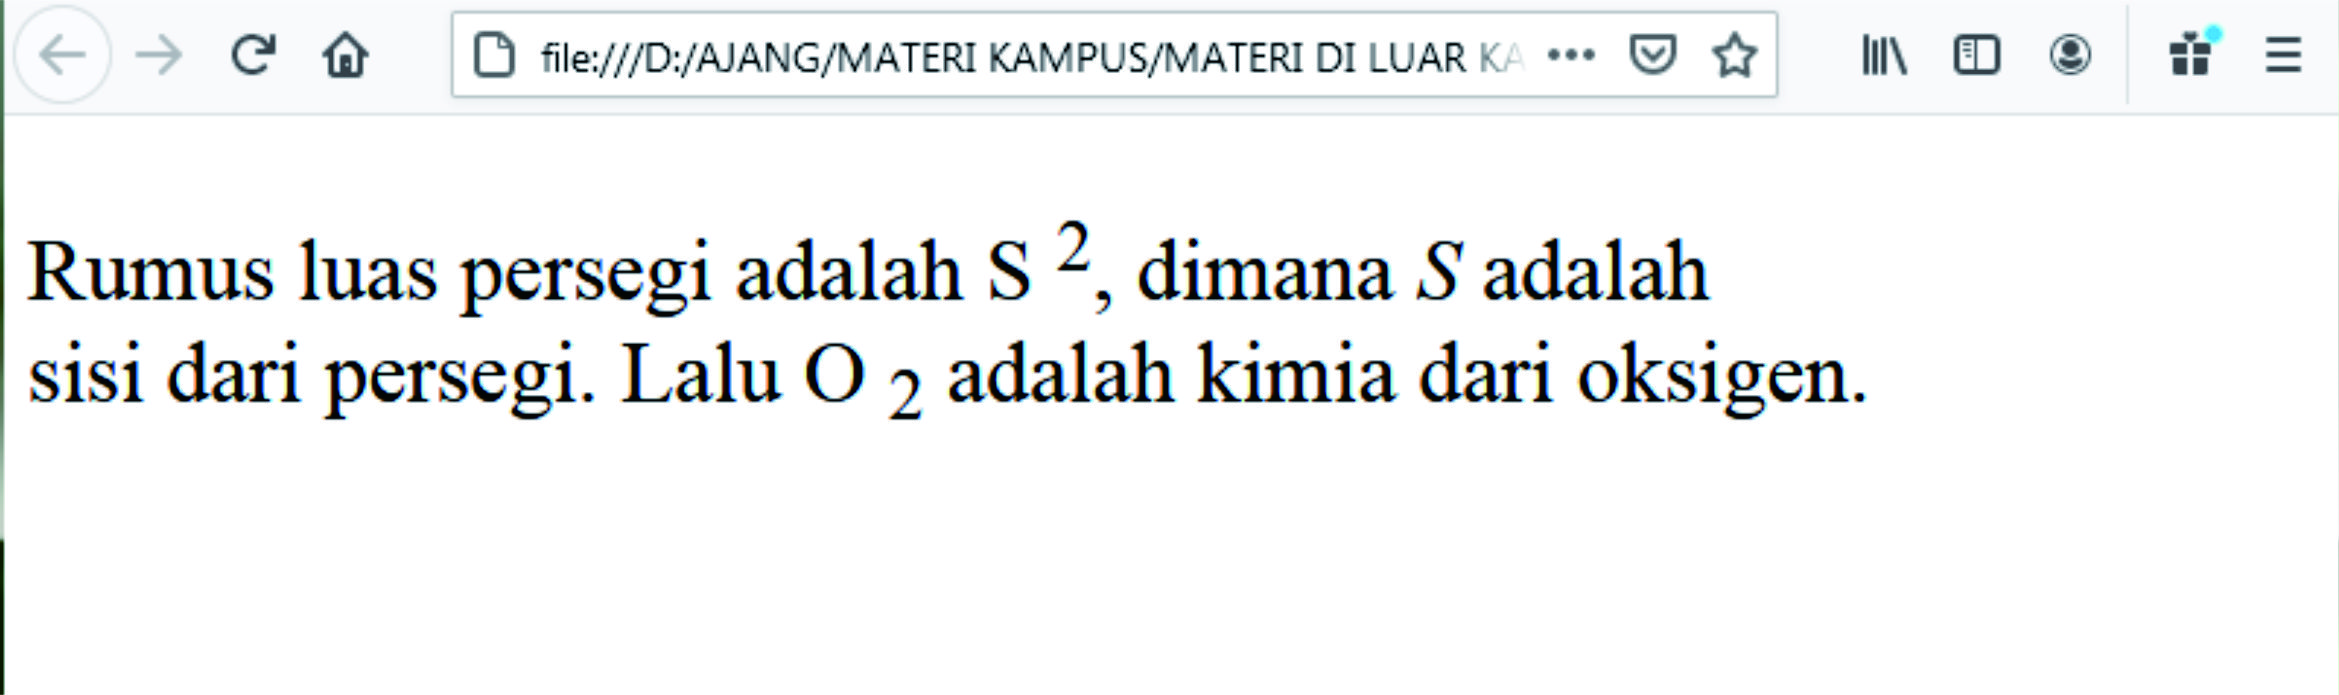 file:///D:/AJANG/MATERI KAMPUS/MATERI DI LUAR KA
Rumus luas persegi adalah S ², dimana S adalah
sisi dari persegi. Lalu O ₂ adalah kimia dari oksigen.